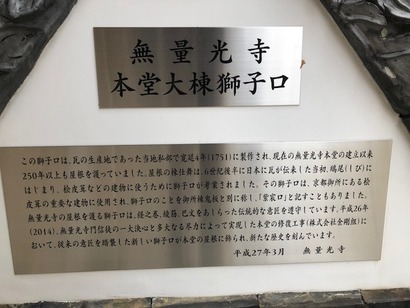 無量光寺
本堂大棟獅子口
この獅子口は、瓦の生産地であった当地私部で寛延4年(1751)に製作され、現在の無量光寺本堂の建立以来
250年以上も屋根を護っていました。屋根の棟仕舞は、6世紀後半に日本に瓦が伝来した当初、鴟尾(しび)に
はじまり、桧皮葺などの建物に使うために獅子口が考案されました。その獅子口は、京都御所にある桧
皮葺の重要な建物に使用され、獅子口のことを御所棟鬼板と別に称し、「紫宸口」と記すこともありました。
無量光寺の屋根を護る獅子口は、経之巻、綾筋、巴文をあしらった伝統的な意匠を遵守しています。平成26年
(2014)、無量光寺門信徒の一大決心と多大なる尽力によって実現した本堂の修復工事(株式会社金剛組)に
おいて、従来の意匠を踏襲した新しい獅子口が本堂の屋根に飾られ、新たな歴史を刻んでいます。
平成27年3月 無量光寺